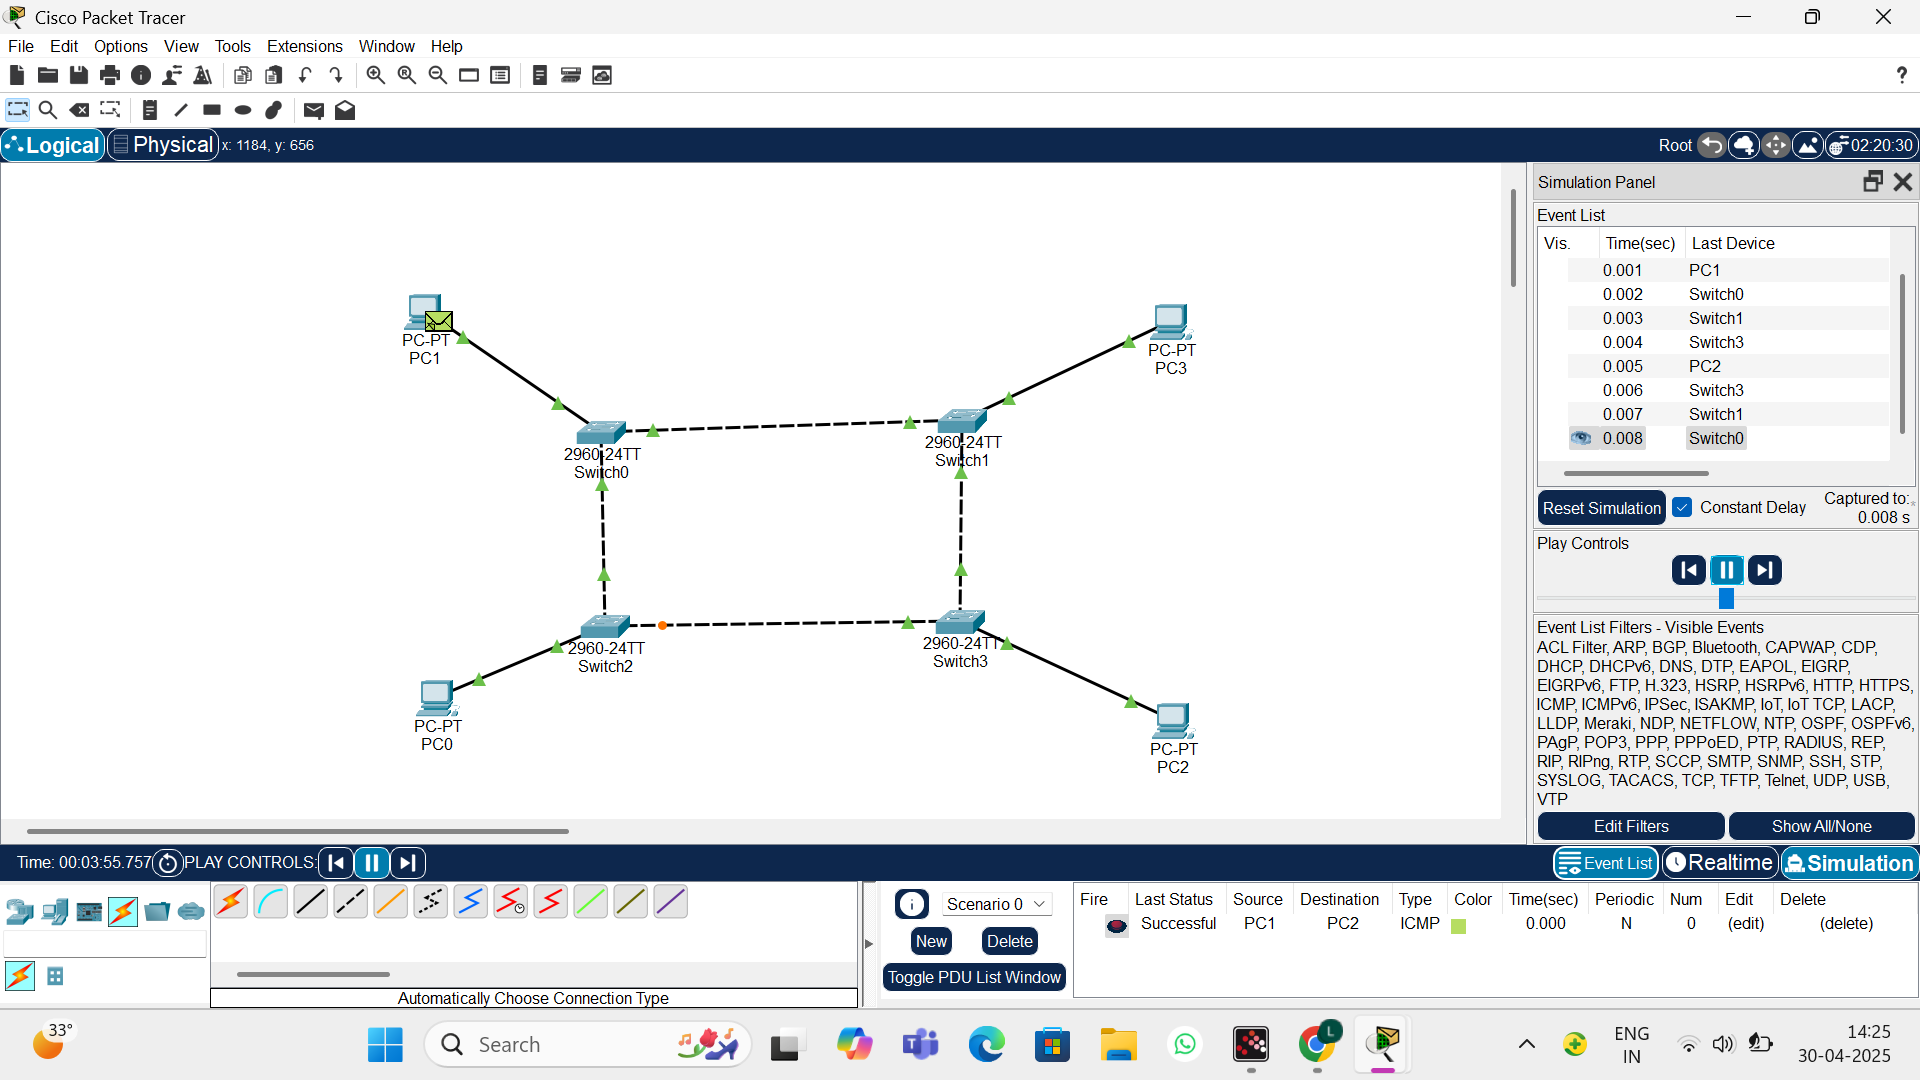 Cisco Packet Tracer
File Edit Options View Tools Extensions Window Help
Logical Physical x: 1184, y: 656 Root 02:20:30
Simulation Panel
Event List
Vis. Time(sec) Last Device
0.001 PC1
0.002 Switch0
0.003 Switch1
0.004 Switch3
0.005 PC2
0.006 Switch3
0.007 Switch1
0.008 Switch0
Reset Simulation Constant Delay Captured to:
0.008 s
Play Controls
Event List Filters - Visible Events
ACL Filter, ARP, BGP, Bluetooth, CAPWAP, CDP,
DHCP, DHCPv6, DNS, DTP, EAPOL, EIGRP,
EIGRPv6, FTP, H.323, HSRP, HSRPv6, HTTP, HTTPS,
ICMP, ICMPv6, IPSec, ISAKMP, IoT, IoT TCP, LACP,
LLDP, Meraki, NDP, NETFLOW, NTP, OSPF, OSPFv6,
PAgP, POP3, PPP, PPPoED, PTP, RADIUS, REP,
RIP, RIPng, RTP, SCCP, SMTP, SNMP, SSH, STP,
SYSLOG, TACACS, TCP, TFTP, Telnet, UDP, USB,
VTP
Edit Filters Show All/None
PC-PT
PC1
PC-PT
PC3
2960-24TT
Switch0
2960-24TT
Switch1
2960-24TT
Switch2
2960-24TT
Switch3
PC-PT
PC0
PC-PT
PC2
Time: 00:03:55.757 PLAY CONTROLS: Event List Realtime Simulation
Scenario 0
New Delete
Toggle PDU List Window
Fire Last Status Source Destination Type Color Time(sec) Periodic Num Edit Delete
Successful PC1 PC2 ICMP 0.000 N 0 (edit) (delete)
Automatically Choose Connection Type
33°
Search
L
ENG
IN
14:25
30-04-2025